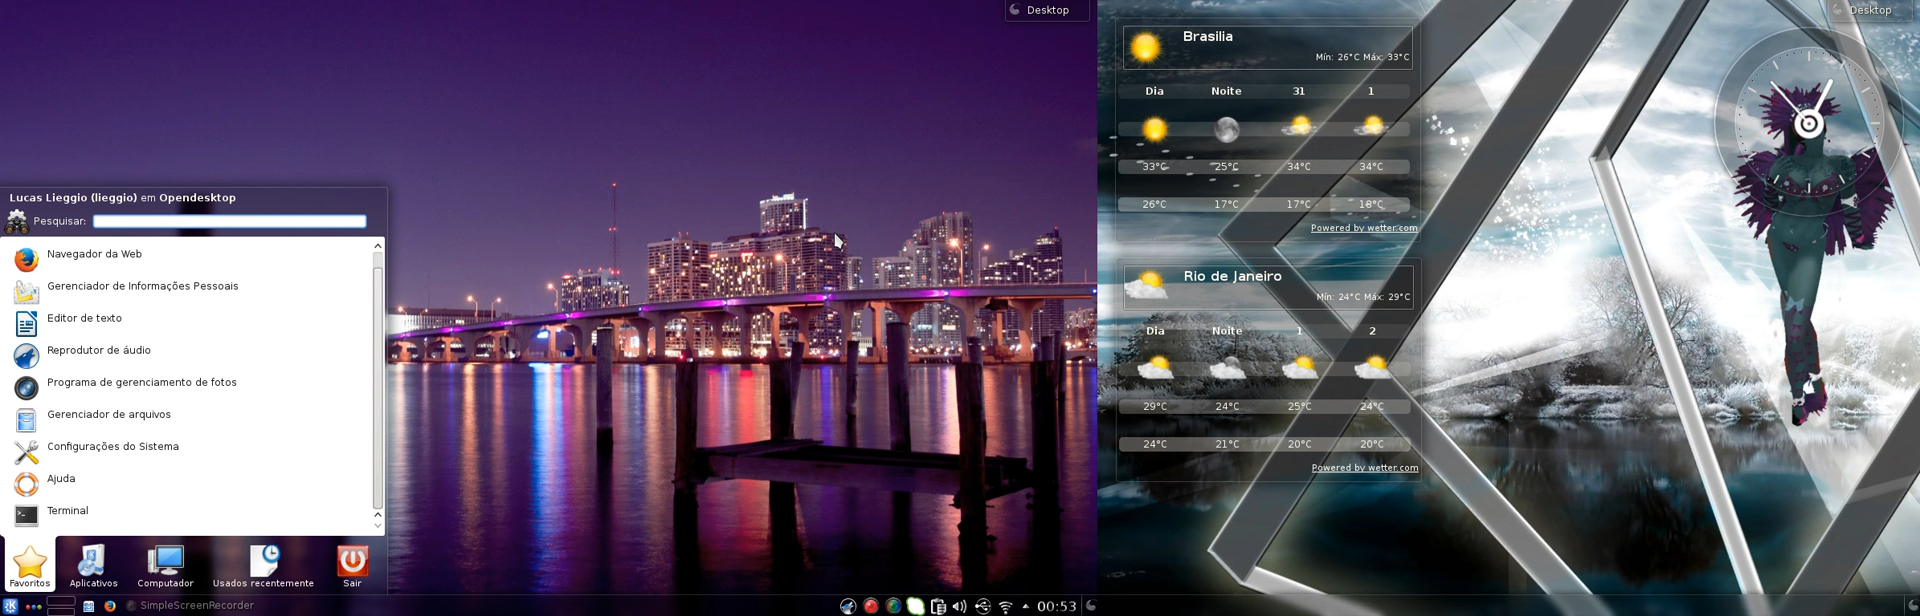 Desktop
Lucas Lieggio (lieggio) em Opendesktop
Pesquisar:
Navegador da Web
Gerenciador de Informações Pessoais
Editor de texto
Reprodutor de áudio
Programa de gerenciamento de fotos
Gerenciador de arquivos
Configurações do Sistema
Ajuda
Terminal
Favoritos Aplicativos Computador Usados recentemente Sair
SimpleScreenRecorder
00:53
Desktop
Brasilia
Mín: 26°C Máx: 33°C
Dia Noite 31 1
33°C 25°C 34°C 34°C
26°C 17°C 17°C 18°C
Powered by wetter.com
Rio de Janeiro
Mín: 24°C Máx: 29°C
Dia Noite 1 2
29°C 24°C 25°C 24°C
24°C 21°C 20°C 20°C
Powered by wetter.com